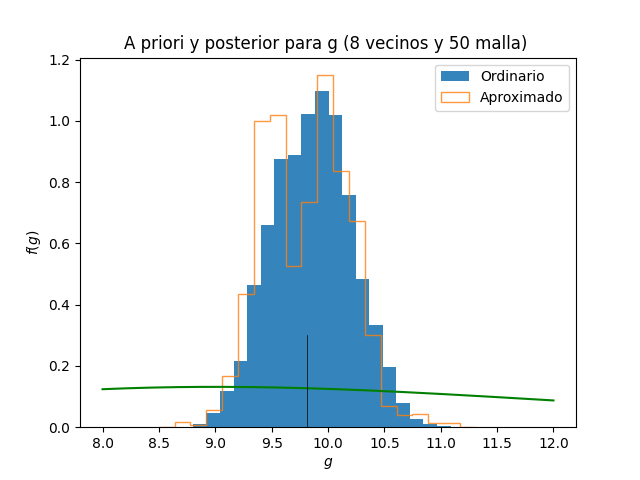 A priori y posterior para g (8 vecinos y 50 malla)
Ordinario
Aproximado
1.2
1.0
0.8
0.6
0.4
0.2
0.0
f(g)
8.0 8.5 9.0 9.5 10.0 10.5 11.0 11.5 12.0
g